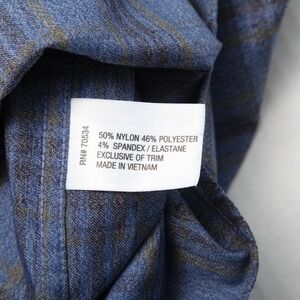 RN# 70534
50% NYLON 46% POLYESTER
4% SPANDEX / ELASTANE
EXCLUSIVE OF TRIM
MADE IN VIETNAM